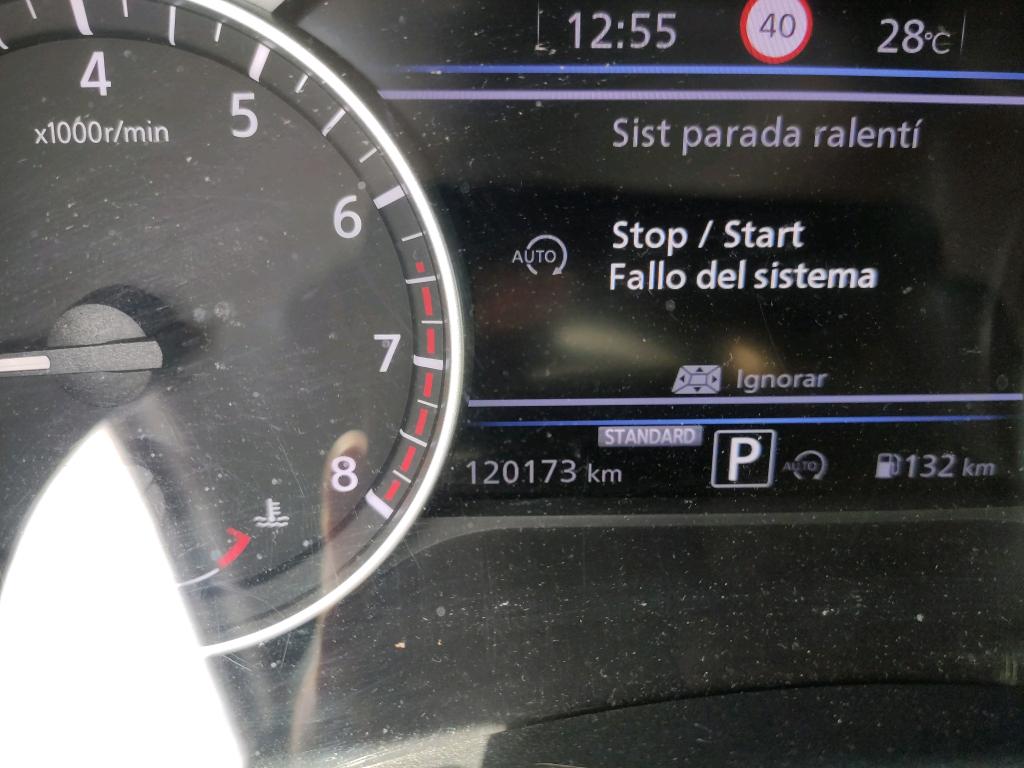 4
5
x1000r/min
6
7
8
12:55
40
28°C
Sist parada ralentí
AUTO
Stop / Start
Fallo del sistema
Ignorar
STANDARD
120173 km
P
AUTO
132 km